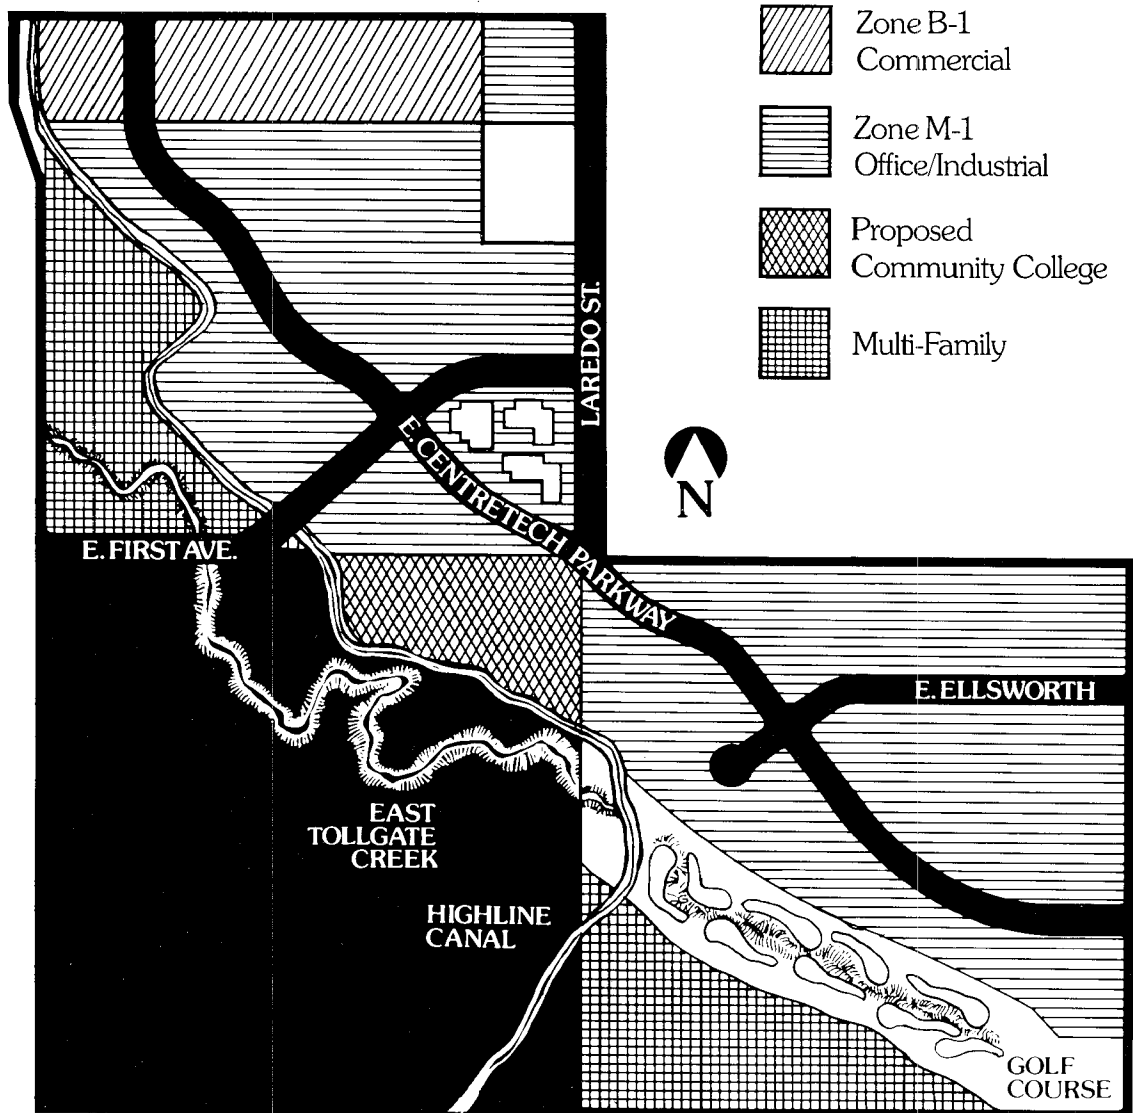 Zone B-1
Commercial
Zone M-1
Office/Industrial
Proposed
Community College
Multi-Family
LAREDO ST.
N
E. CENTRETECH PARKWAY
E. FIRST AVE.
E. ELLSWORTH
EAST
TOLLGATE
CREEK
HIGHLINE
CANAL
GOLF
COURSE